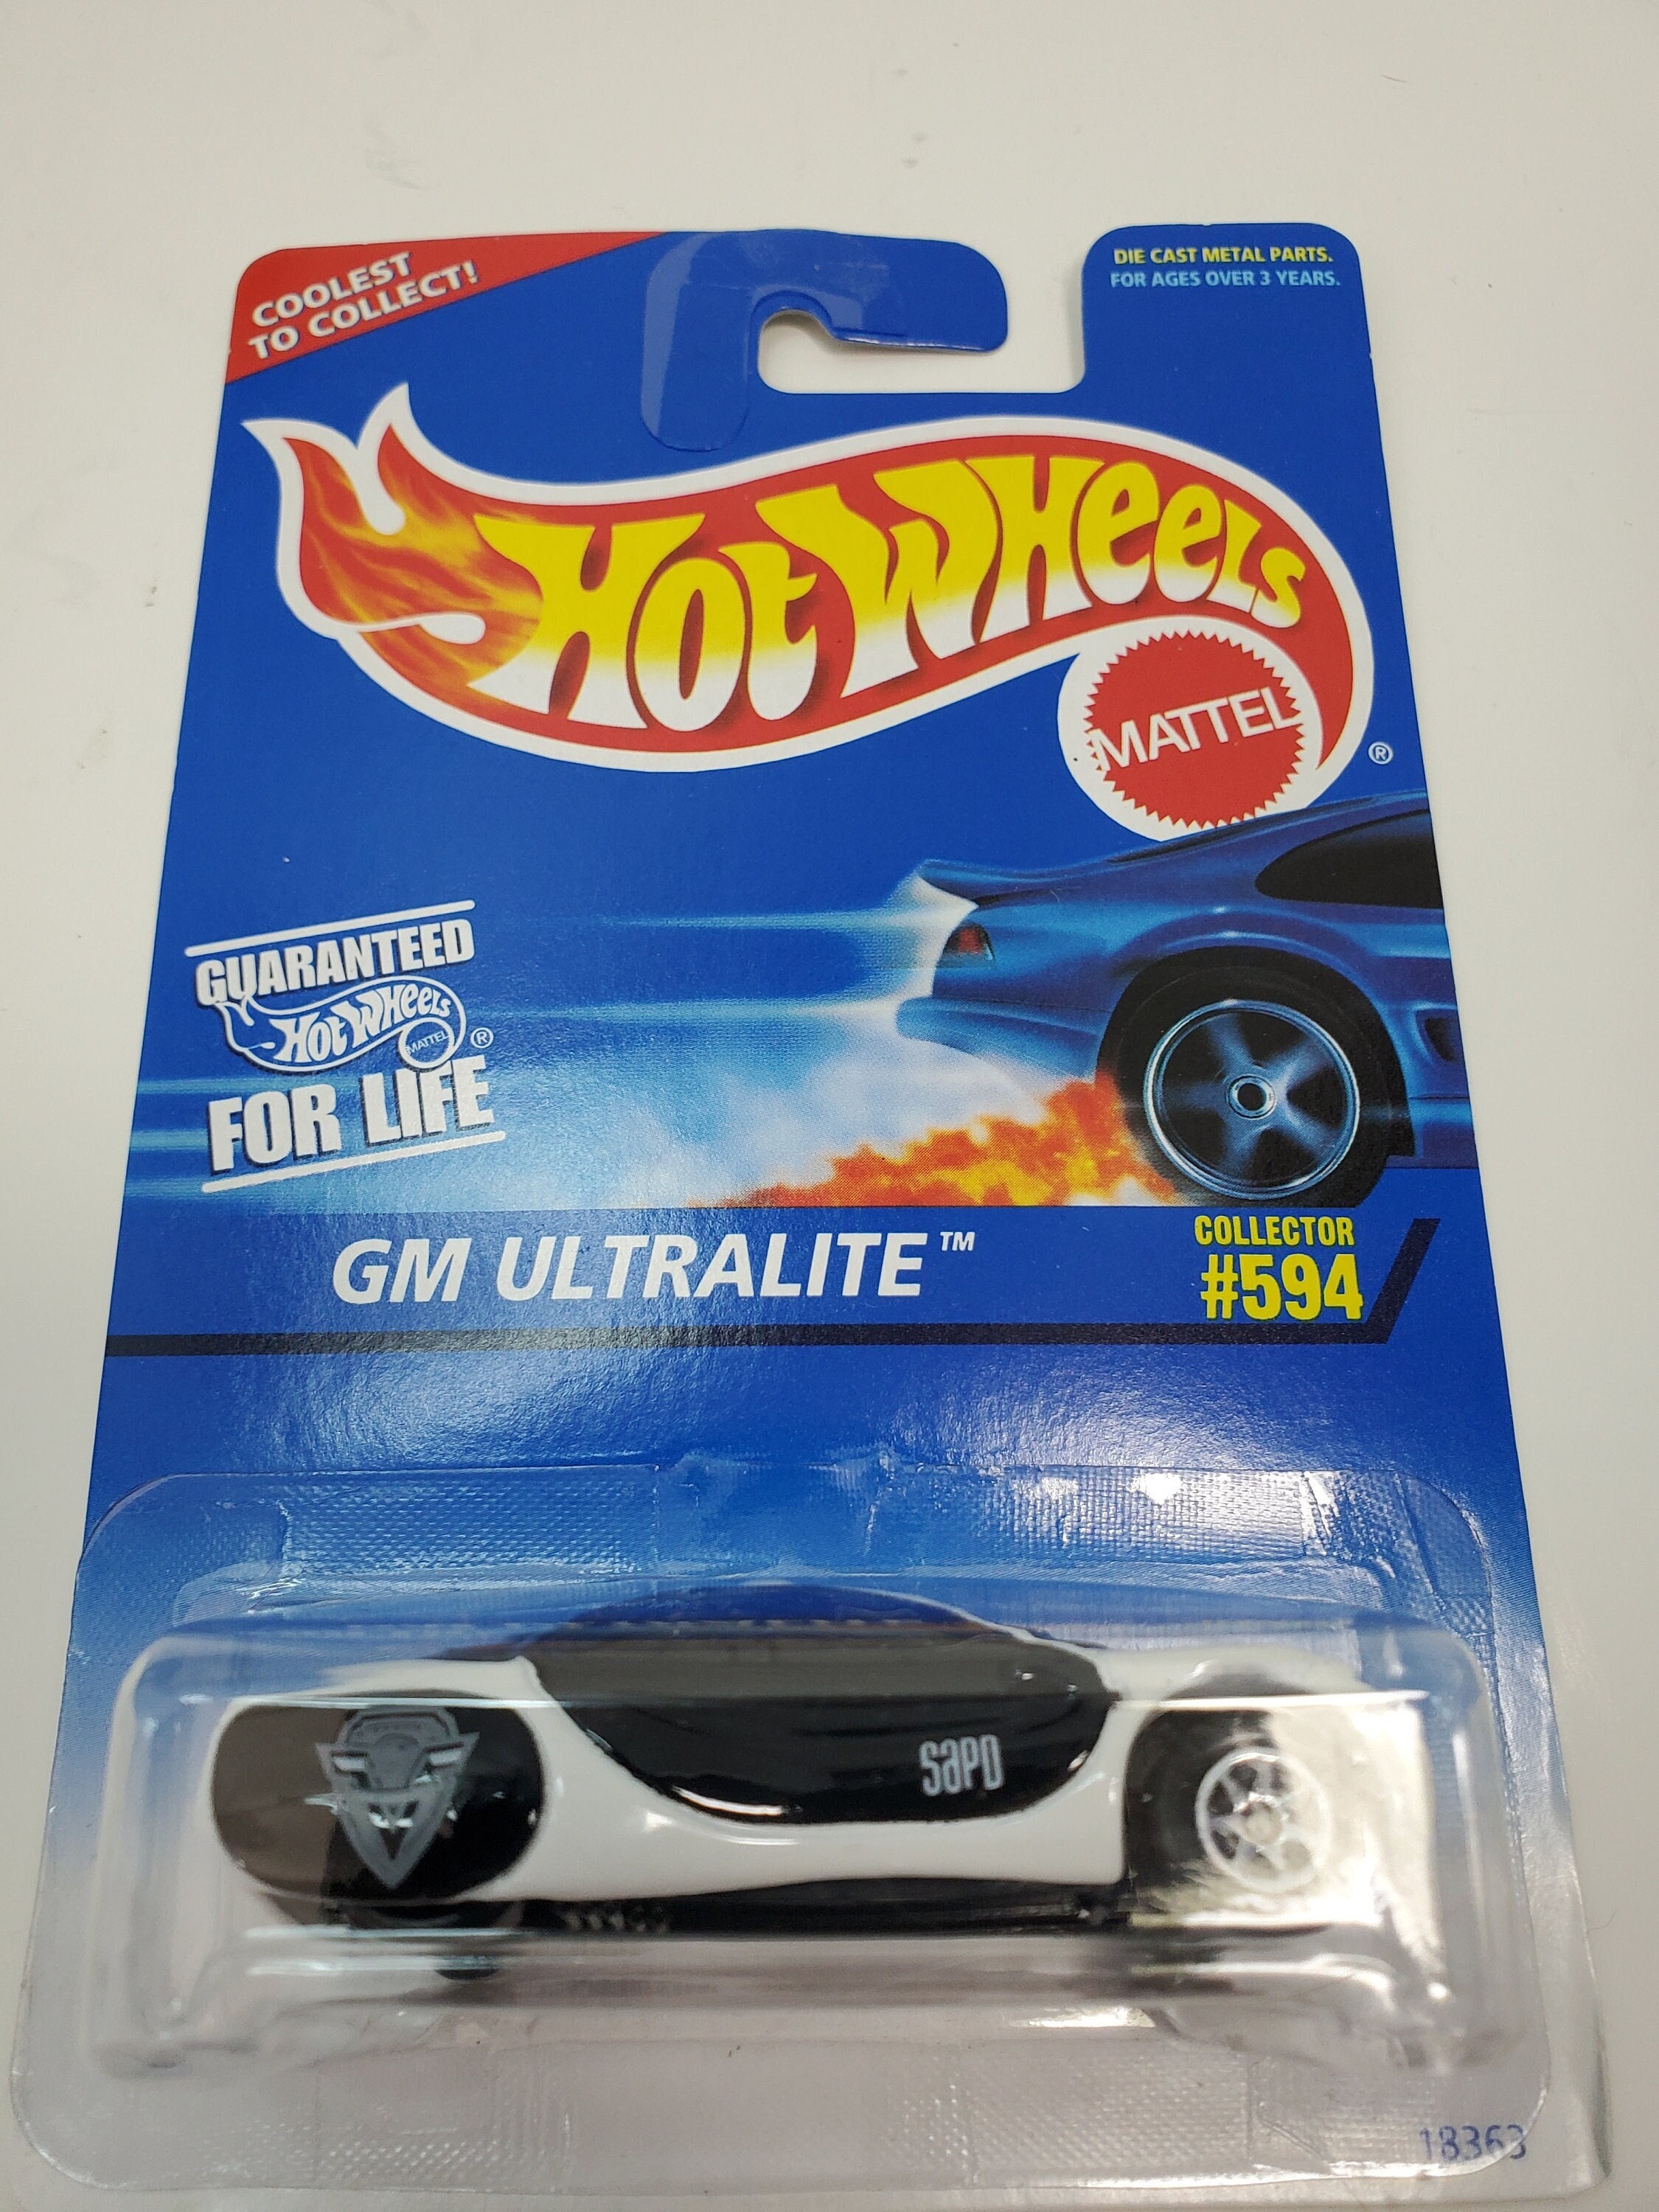 COOLEST
TO COLLECT!
DIE CAST METAL PARTS.
FOR AGES OVER 3 YEARS.
HOT WHEELS
MATTEL
®
GUARANTEED
HOT WHEELS
MATTEL
®
FOR LIFE
GM ULTRALITE™
COLLECTOR
#594
SAPD
18363